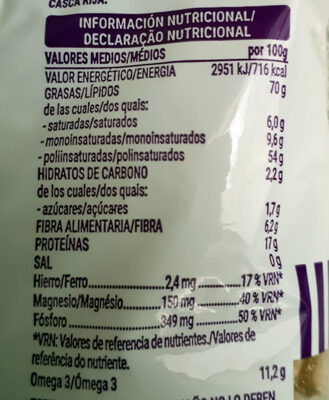 CASCA RIJA.
INFORMACIÓN NUTRICIONAL/
DECLARAÇÃO NUTRICIONAL
VALORES MEDIOS/MÉDIOS por 100g
VALOR ENERGÉTICO/ENERGIA 2951 kJ/716 kcal
GRASAS/LÍPIDOS 70 g
de las cuales/dos quais:
- saturadas/saturados 6,0 g
- monoinsaturadas/monoinsaturados 9,6 g
- poliinsaturadas/polinsaturados 54 g
HIDRATOS DE CARBONO 2,2 g
de los cuales/dos quais:
- azúcares/açúcares 1,7 g
FIBRA ALIMENTARIA/FIBRA 6,2 g
PROTEÍNAS 17 g
SAL 0 g
Hierro/Ferro 2,4 mg 17 % VRN*
Magnesio/Magnésio 150 mg 40 % VRN*
Fósforo 349 mg 50 % VRN*
*VRN: Valores de referencia de nutrientes./Valores de
referência do nutriente.
Omega 3/Ómega 3 11,2 g
NO LO DEBEN